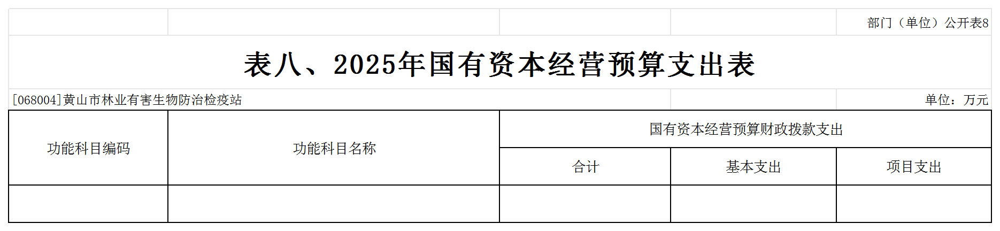 部门（单位）公开表8
表八、2025年国有资本经营预算支出表
[068004]黄山市林业有害生物防治检疫站 单位：万元
功能科目编码 功能科目名称 国有资本经营预算财政拨款支出
合计 基本支出 项目支出